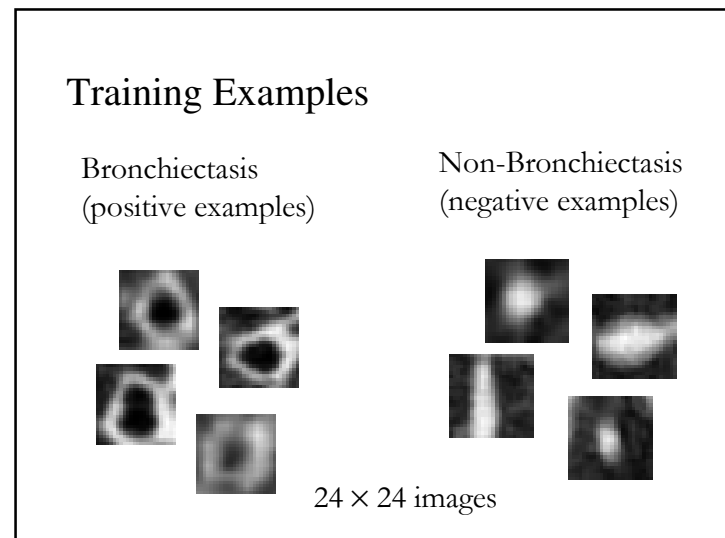 Training Examples
Bronchiectasis
(positive examples)
Non-Bronchiectasis
(negative examples)
24 × 24 images